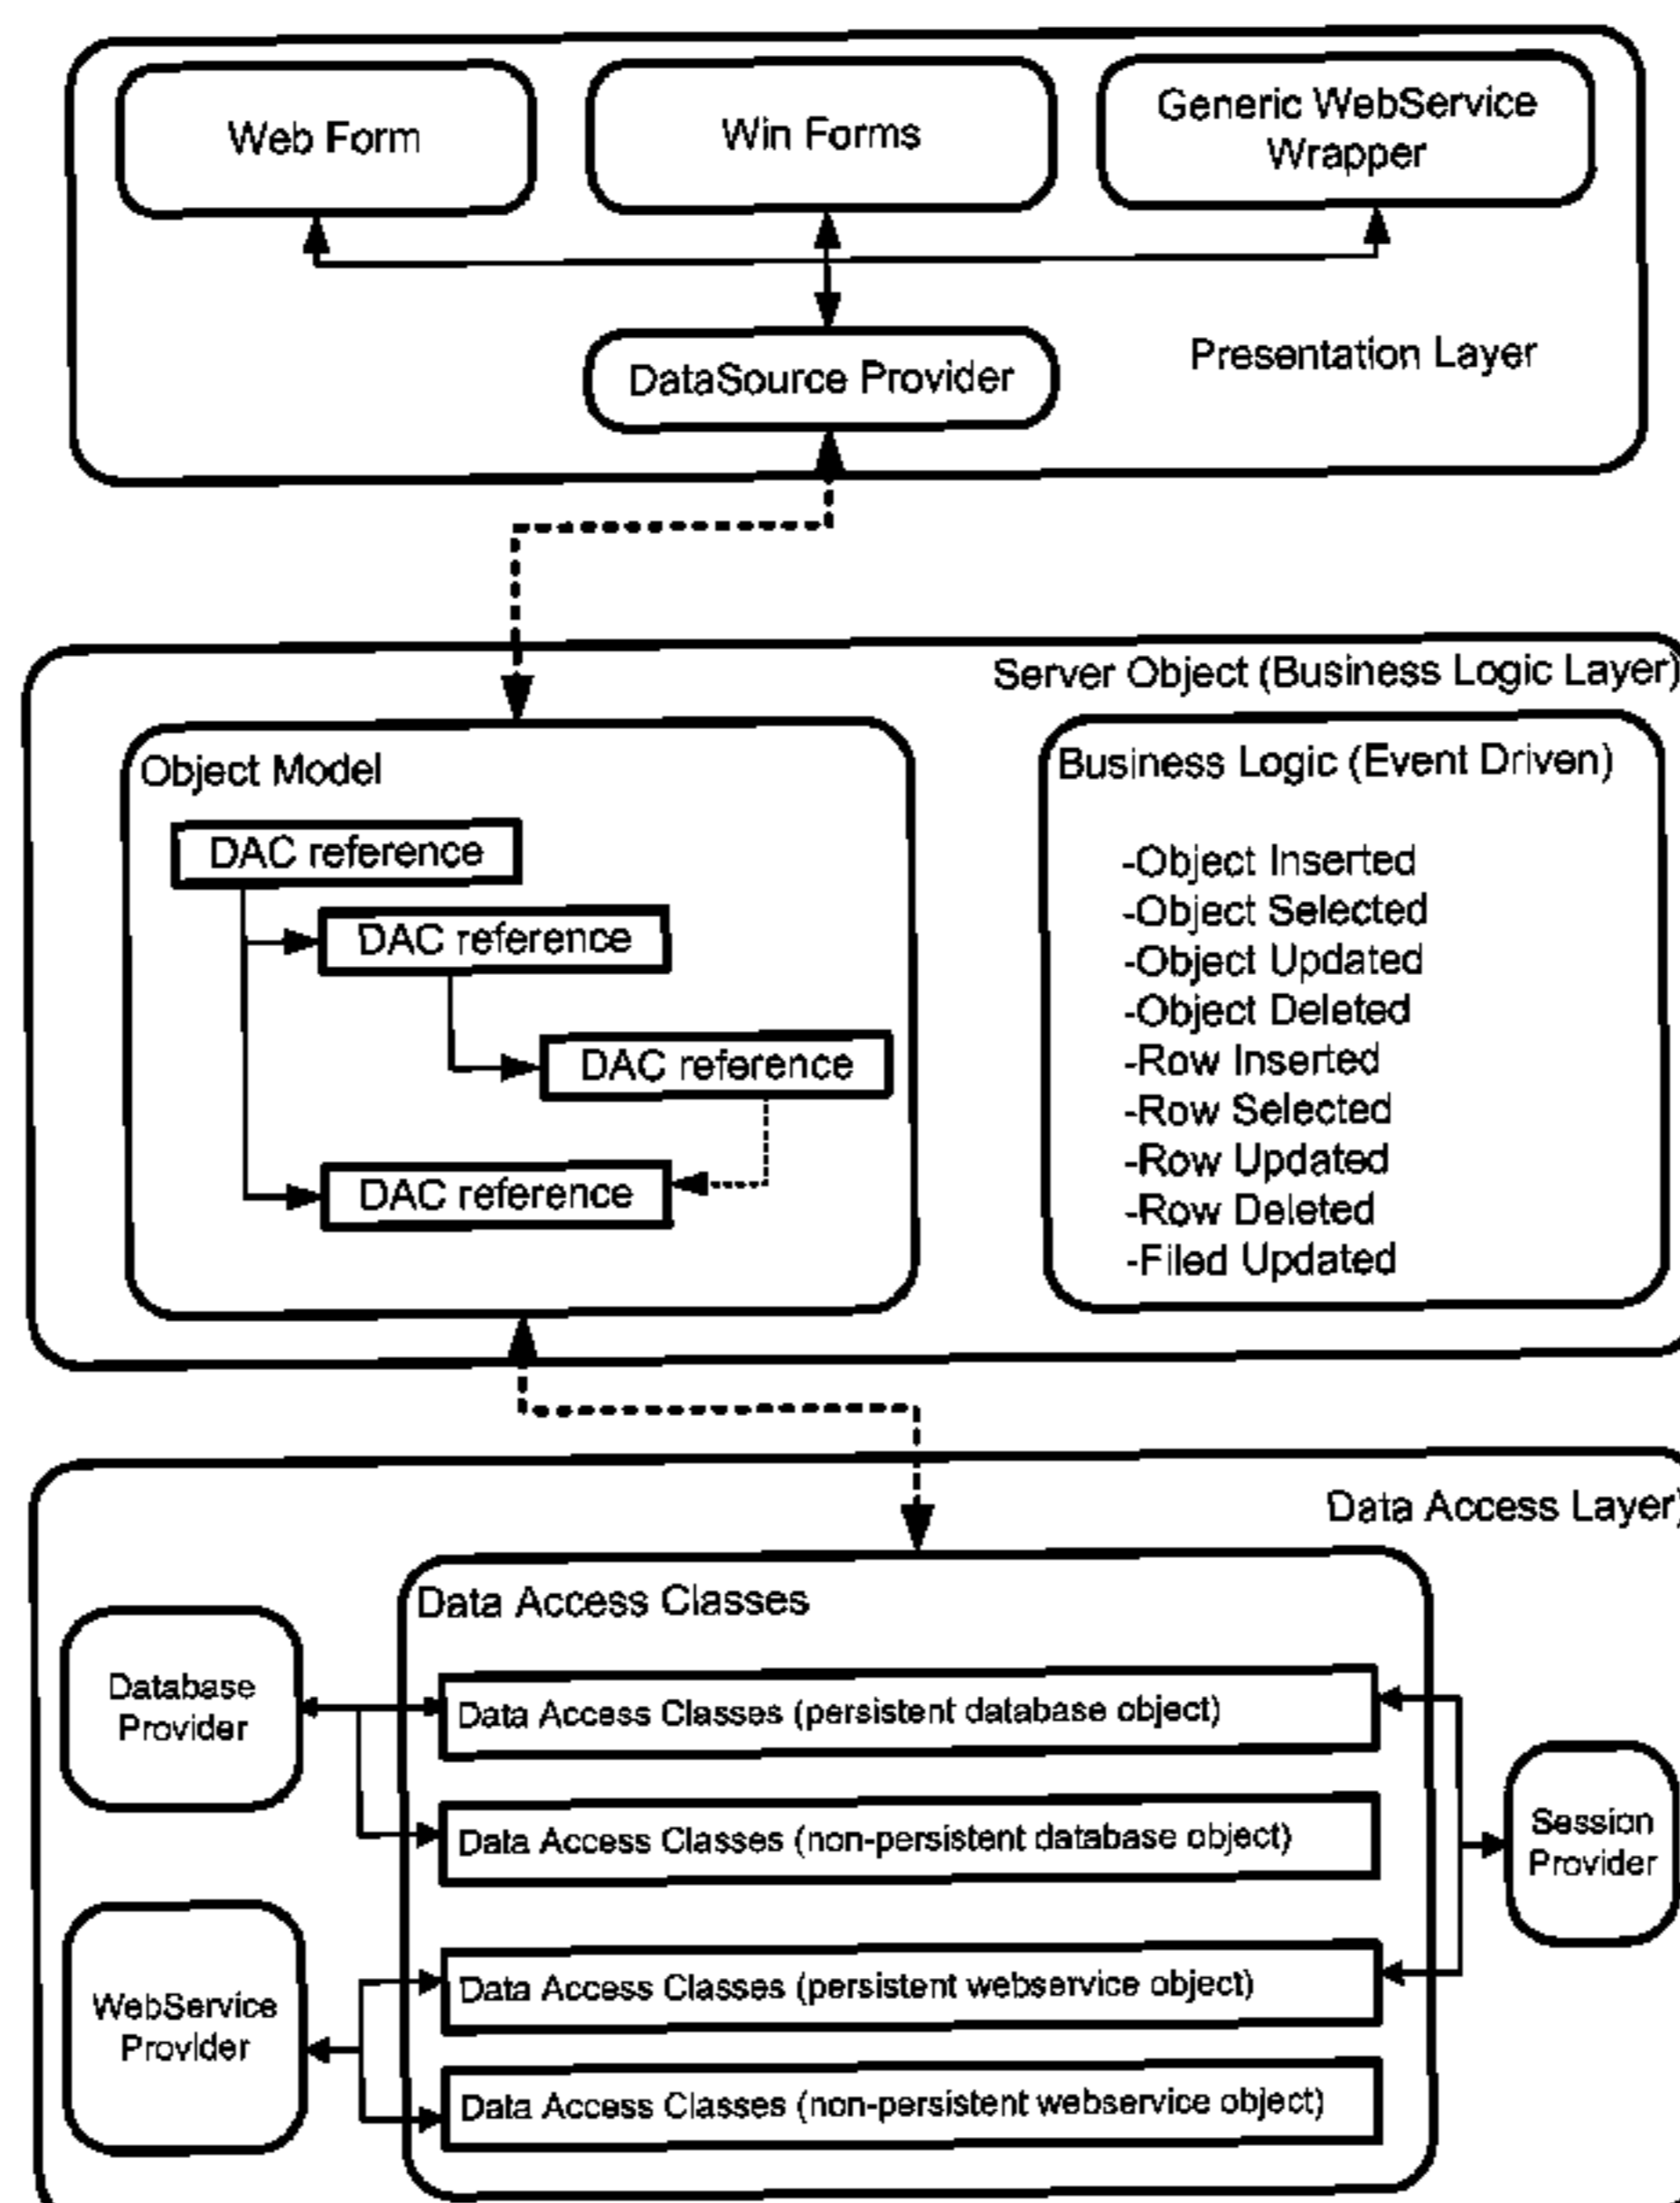 Web Form
Win Forms
Generic WebService
Wrapper
DataSource Provider
Presentation Layer
Server Object (Business Logic Layer)
Object Model
DAC reference
DAC reference
DAC reference
DAC reference
Business Logic (Event Driven)
-Object Inserted
-Object Selected
-Object Updated
-Object Deleted
-Row Inserted
-Row Selected
-Row Updated
-Row Deleted
-Filed Updated
Data Access Layer)
Data Access Classes
Database
Provider
Data Access Classes (persistent database object)
Data Access Classes (non-persistent database object)
Session
Provider
WebService
Provider
Data Access Classes (persistent webservice object)
Data Access Classes (non-persistent webservice object)